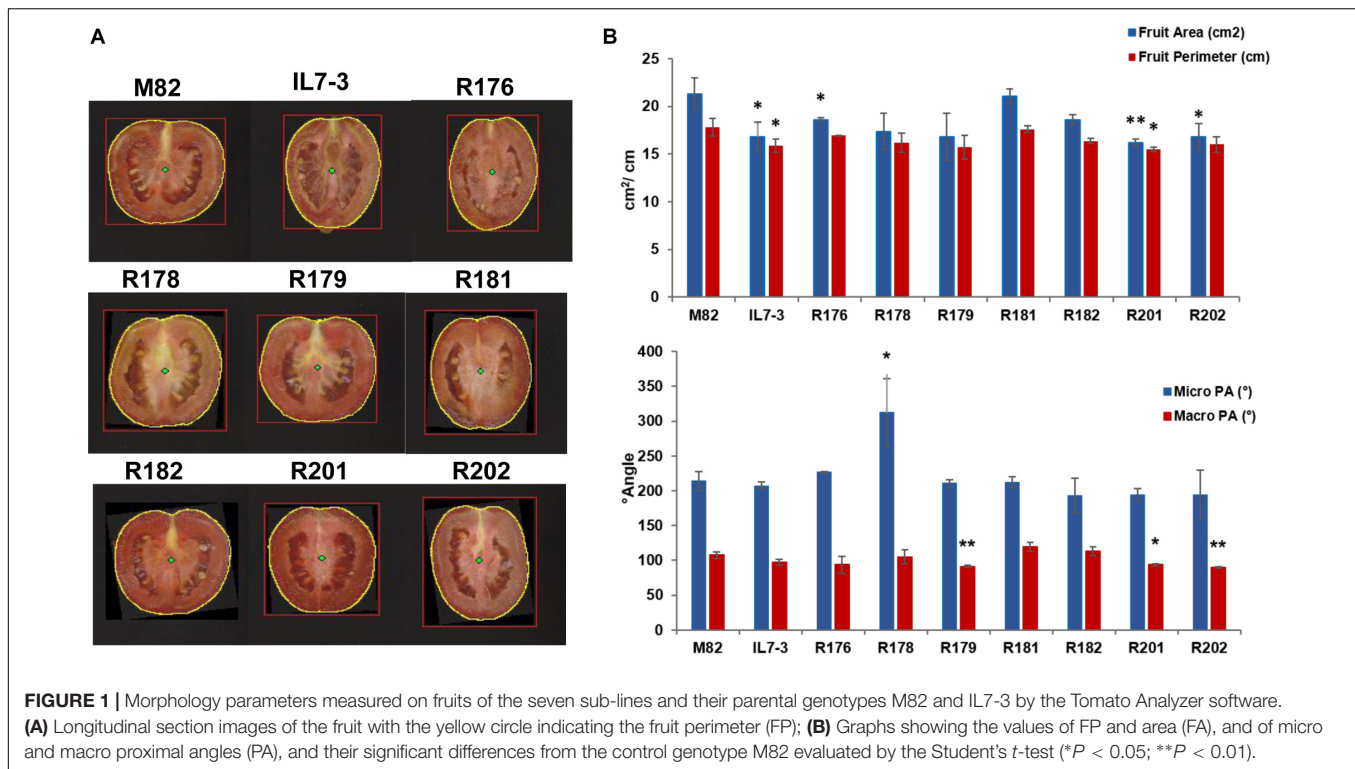 A
M82
IL7-3
R176
R178
R179
R181
R182
R201
R202
B
Fruit Area (cm2)
Fruit Perimeter (cm)
25
20
15
10
5
0
cm²/ cm
* * * ** * *
M82 IL7-3 R176 R178 R179 R181 R182 R201 R202
Micro PA (°)
Macro PA (°)
400
350
300
250
200
150
100
50
0
°Angle
* ** * **
M82 IL7-3 R176 R178 R179 R181 R182 R201 R202
FIGURE 1 | Morphology parameters measured on fruits of the seven sub-lines and their parental genotypes M82 and IL7-3 by the Tomato Analyzer software.
(A) Longitudinal section images of the fruit with the yellow circle indicating the fruit perimeter (FP); (B) Graphs showing the values of FP and area (FA), and of micro
and macro proximal angles (PA), and their significant differences from the control genotype M82 evaluated by the Student's t-test (*P < 0.05; **P < 0.01).